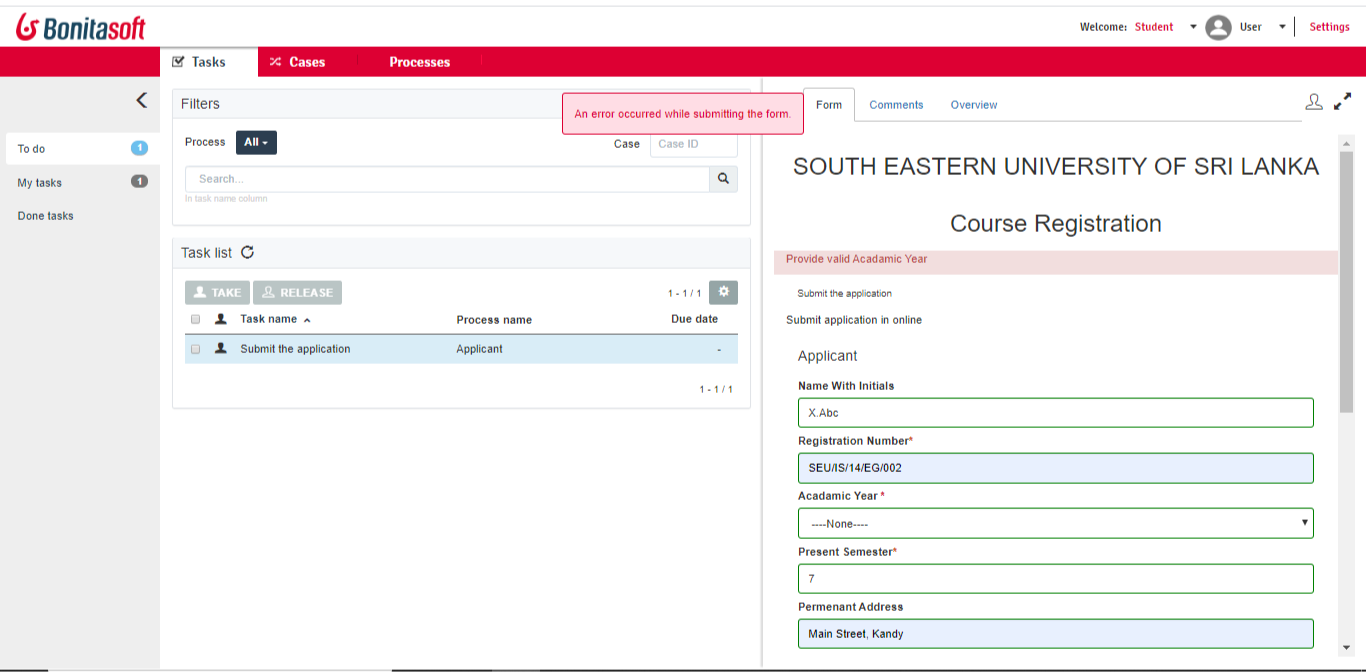 Bonitasoft
Welcome: Student User Settings
Tasks Cases Processes
To do 1
My tasks 1
Done tasks
Filters
An error occurred while submitting the form.
Process All Case Case ID
Search...
In task name column
Task list
TAKE RELEASE 1 - 1 / 1
Task name Process name Due date
Submit the application Applicant -
1 - 1 / 1
Form Comments Overview
SOUTH EASTERN UNIVERSITY OF SRI LANKA
Course Registration
Provide valid Acadamic Year
Submit the application
Submit application in online
Applicant
Name With Initials
X.Abc
Registration Number*
SEU/IS/14/EG/002
Acadamic Year *
----None----
Present Semester*
7
Permenant Address
Main Street, Kandy